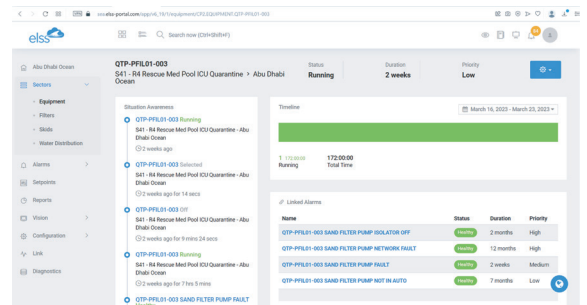 elss
Search now (Ctrl+Shift+F)
Abu Dhabi Ocean
Sectors
Equipment
Filters
Skids
Water Distribution
Alarms
Setpoints
Reports
Vision
Configuration
Link
Diagnostics
QTP-PFIL01-003
S41 - R4 Rescue Med Pool ICU Quarantine > Abu Dhabi
Ocean
Status
Running
Duration
2 weeks
Priority
Low
Situation Awareness
QTP-PFIL01-003 Running
S41 - R4 Rescue Med Pool ICU Quarantine - Abu
Dhabi Ocean
2 weeks ago
QTP-PFIL01-003 Selected
S41 - R4 Rescue Med Pool ICU Quarantine - Abu
Dhabi Ocean
2 weeks ago for 14 secs
QTP-PFIL01-003 Off
S41 - R4 Rescue Med Pool ICU Quarantine - Abu
Dhabi Ocean
2 weeks ago for 9 mins 24 secs
QTP-PFIL01-003 Running
S41 - R4 Rescue Med Pool ICU Quarantine - Abu
Dhabi Ocean
2 weeks ago for 7 hrs 5 mins
QTP-PFIL01-003 SAND FILTER PUMP FAULT
Timeline
March 16, 2023 - March 23, 2023
1 172:00:00
Running
172:00:00
Total Time
Linked Alarms
Name Status Duration Priority
QTP-PFIL01-003 SAND FILTER PUMP ISOLATOR OFF Healthy 2 months High
QTP-PFIL01-003 SAND FILTER PUMP NETWORK FAULT Healthy 12 months High
QTP-PFIL01-003 SAND FILTER PUMP FAULT Healthy 2 weeks Medium
QTP-PFIL01-003 SAND FILTER PUMP NOT IN AUTO Healthy 7 months Low